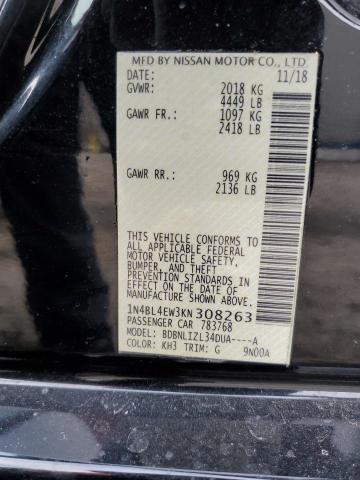 MFD BY NISSAN MOTOR CO., LTD
DATE: 11/18
GVWR: 2018 KG
4449 LB
GAWR FR.: 1097 KG
2418 LB
GAWR RR.: 969 KG
2136 LB
THIS VEHICLE CONFORMS TO
ALL APPLICABLE FEDERAL
MOTOR VEHICLE SAFETY,
BUMPER, AND THEFT
PREVENTION STANDARDS
IN EFFECT ON THE DATE OF
MANUFACTURE SHOWN ABOVE.
1N4BL4EW3KN308263
PASSENGER CAR 783768
MODEL: BDBNLIZL34DUA----A
COLOR: KH3 TRIM: G 9N00A